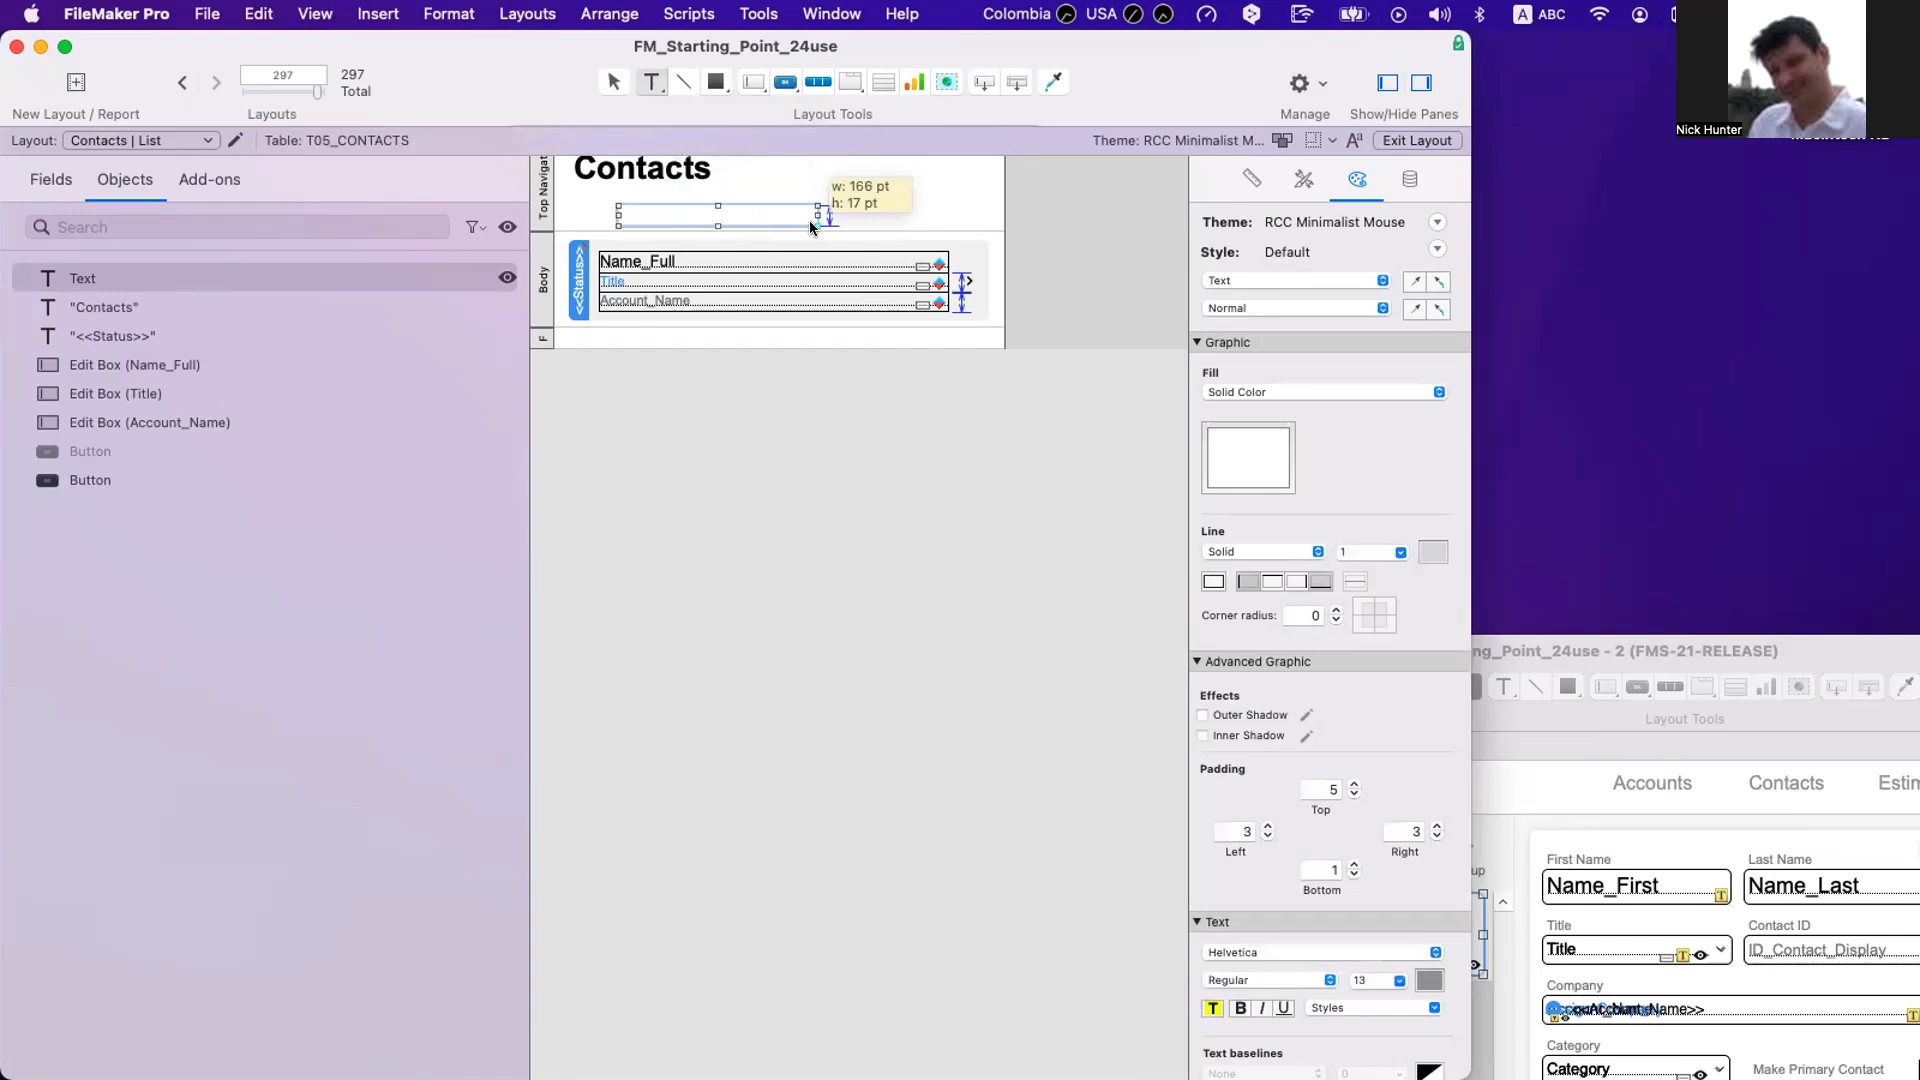 FileMaker Pro File Edit View Insert Format Layouts Arrange Scripts Tools Window Help Colombia USA A ABC
FM_Starting_Point_24use
297
297
Total
New Layout / Report
Layouts
Layout Tools
Manage
Show/Hide Panes
Layout: Contacts | List
Table: T05_CONTACTS
Theme: RCC Minimalist M...
Exit Layout
Nick Hunter
Fields
Objects
Add-ons
Search
Text
"Contacts"
"<<Status>>"
Edit Box (Name_Full)
Edit Box (Title)
Edit Box (Account_Name)
Button
Button
Top Navigat
Body
F
Contacts
w: 166 pt
h: 17 pt
<<Status>>
Name_Full
Title
Account_Name
Theme: RCC Minimalist Mouse
Style: Default
Text
Normal
Graphic
Fill
Solid Color
Line
Solid
1
Corner radius: 0
Advanced Graphic
Effects
Outer Shadow
Inner Shadow
Padding
5
Top
3
Left
3
Right
1
Bottom
Text
Helvetica
Regular
13
T B I U Styles
Text baselines
None
0
ng_Point_24use - 2 (FMS-21-RELEASE)
Layout Tools
Accounts
Contacts
Estim
up
First Name
Last Name
Name_First
Name_Last
Title
Contact ID
Title
ID_Contact_Display
Company
Category
Category
Make Primary Contact